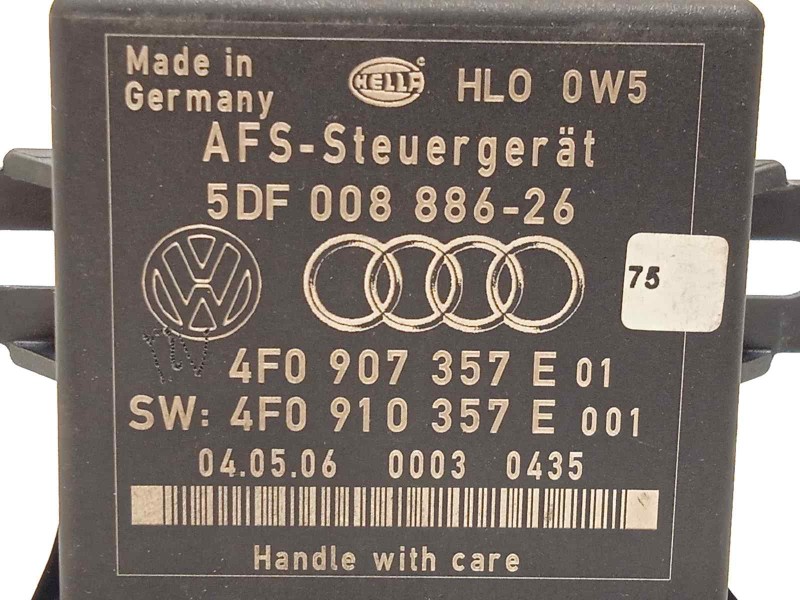 Made in
Germany
HELLA
©
HLO 0W5
AFS-Steuergerät
5DF 008 886-26
75
4F0 907 357 E 01
SW: 4F0 910 357 E 001
04.05.06 0003 0435
Handle with care